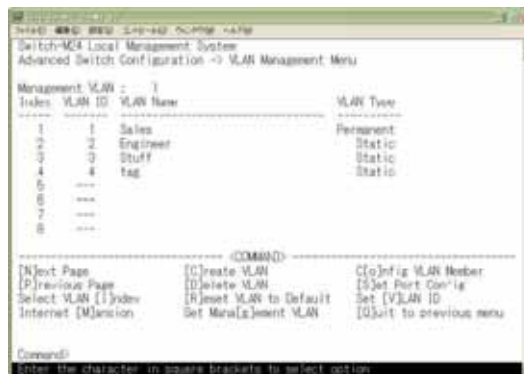 Switch-M24 Local Management System
Advanced Switch Configuration -> VLAN Management Menu
Management VLAN : 1
Index VLAN ID VLAN Name VLAN Type
1 1 Sales Permanent
2 2 Engineer Static
3 3 Stuff Static
4 4 tag Static
5 ---
6 ---
7 ---
8 ---
<COMMAND>
[N]ext Page [C]reate VLAN C[o]nfig VLAN Member
[P]revious Page [D]elete VLAN [S]et Port Config
Select VLAN [I]ndex [R]eset VLAN to Default Set [V]LAN ID
Internet [M]ansion Set Mana[g]ement VLAN [Q]uit to previous menu
Command>
Enter the character in square brackets to select option